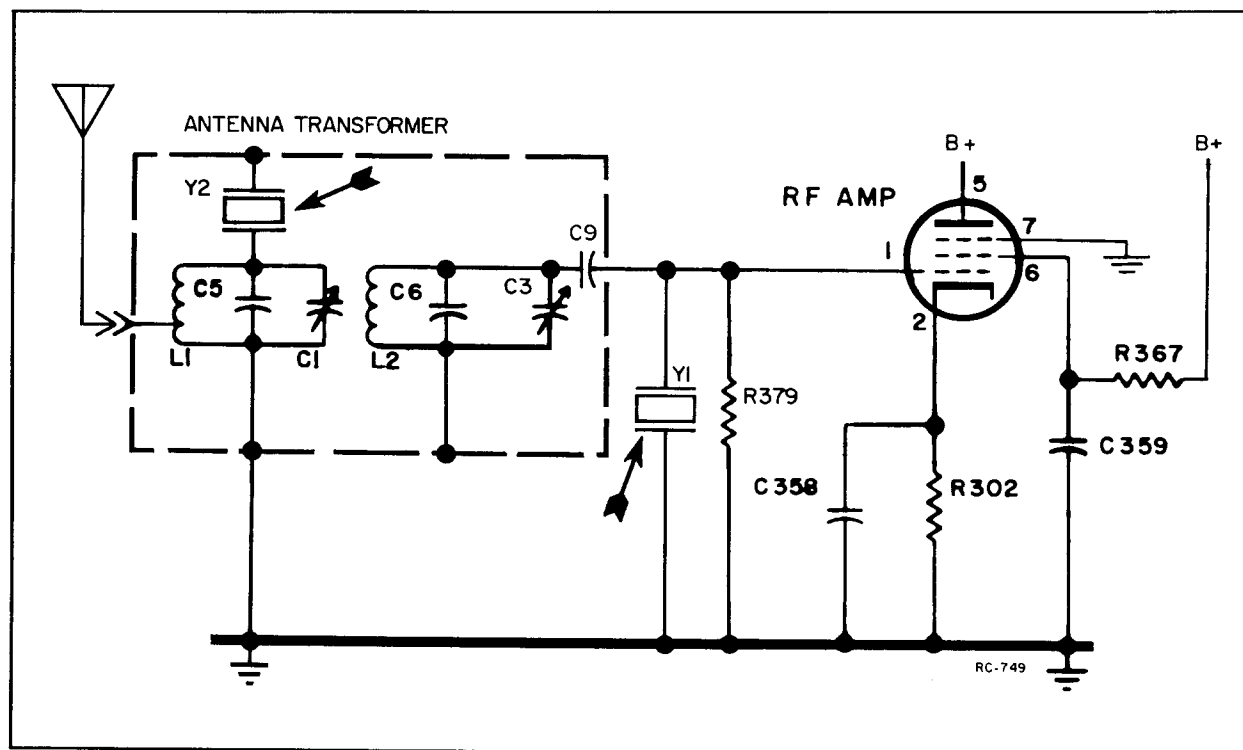 ANTENNA TRANSFORMER
B+
B+
Y2
5
RF AMP
7
C9
1
6
C5
C6
C3
2
L1
C1
L2
R367
Y1
R379
C359
C358
R302
RC-749